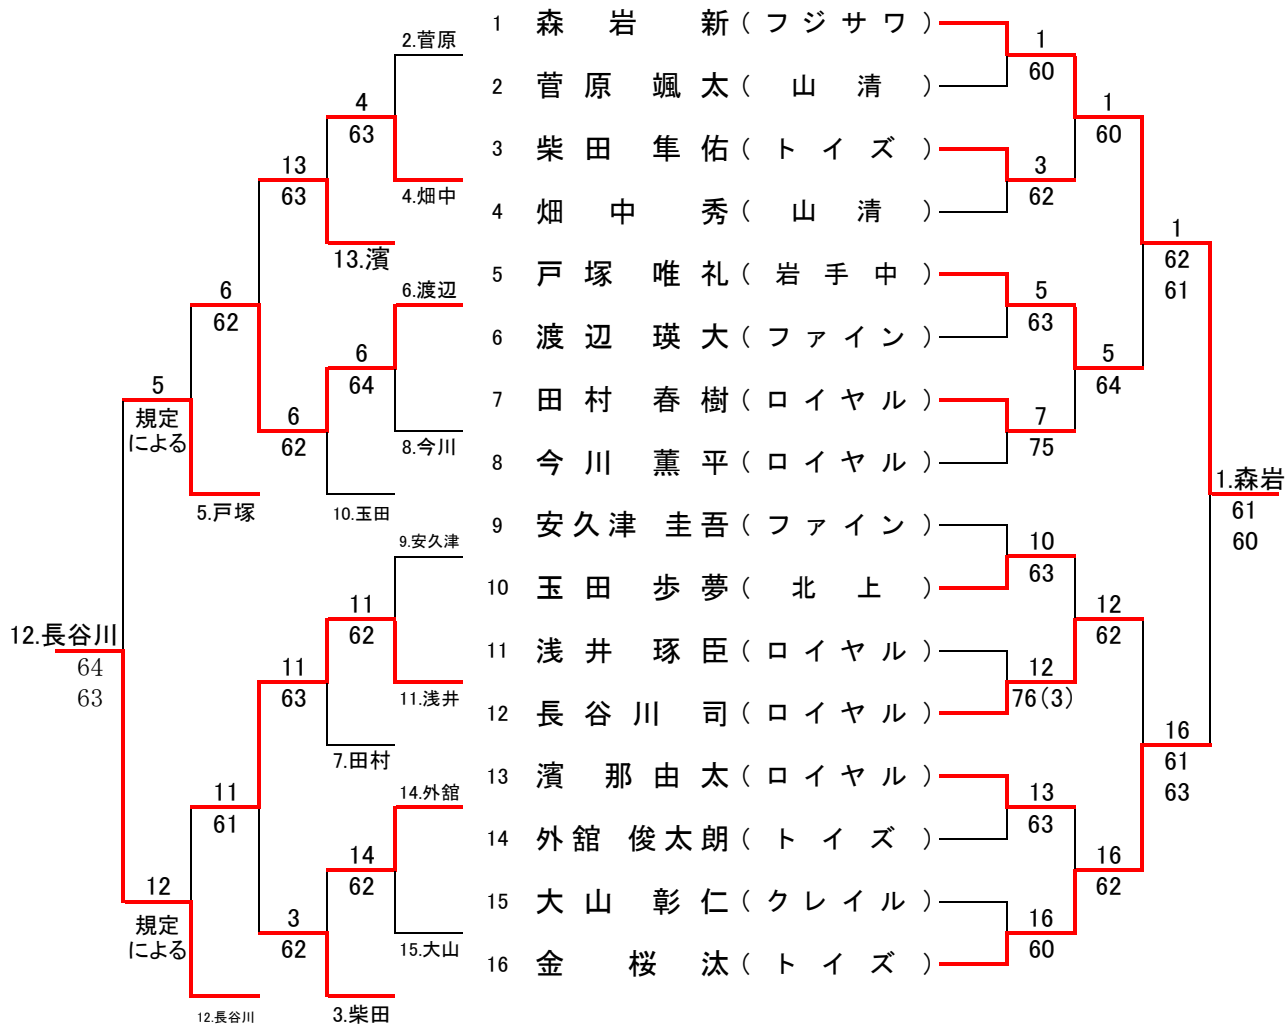 1 森岩 新 (フジサワ)
2 菅原 颯太 (山清)
3 柴田 隼佑 (トイズ)
4 畑中 秀 (山清)
5 戸塚 唯礼 (岩手中)
6 渡辺 瑛大 (ファイン)
7 田村 春樹 (ロイヤル)
8 今川 薫平 (ロイヤル)
9 安久津 圭吾 (ファイン)
10 玉田 歩夢 (北上)
11 浅井 琢臣 (ロイヤル)
12 長谷川 司 (ロイヤル)
13 濱 那由太 (ロイヤル)
14 外舘 俊太朗 (トイズ)
15 大山 彰仁 (クレイル)
16 金 桜汰 (トイズ)
1
60
3
62
5
63
7
75
10
63
12
76(3)
13
63
16
60
1
60
5
64
12
62
16
62
1
62
61
16
61
63
1.森岩
61
60
2.菅原
4
63
4.畑中
13
63
13.濱
6.渡辺
6
64
8.今川
6
62
10.玉田
6
62
5
規定
による
5.戸塚
9.安久津
11
62
11.浅井
11
63
7.田村
14.外舘
14
62
15.大山
3
62
3.柴田
11
61
12
規定
による
12.長谷川
12.長谷川
64
63